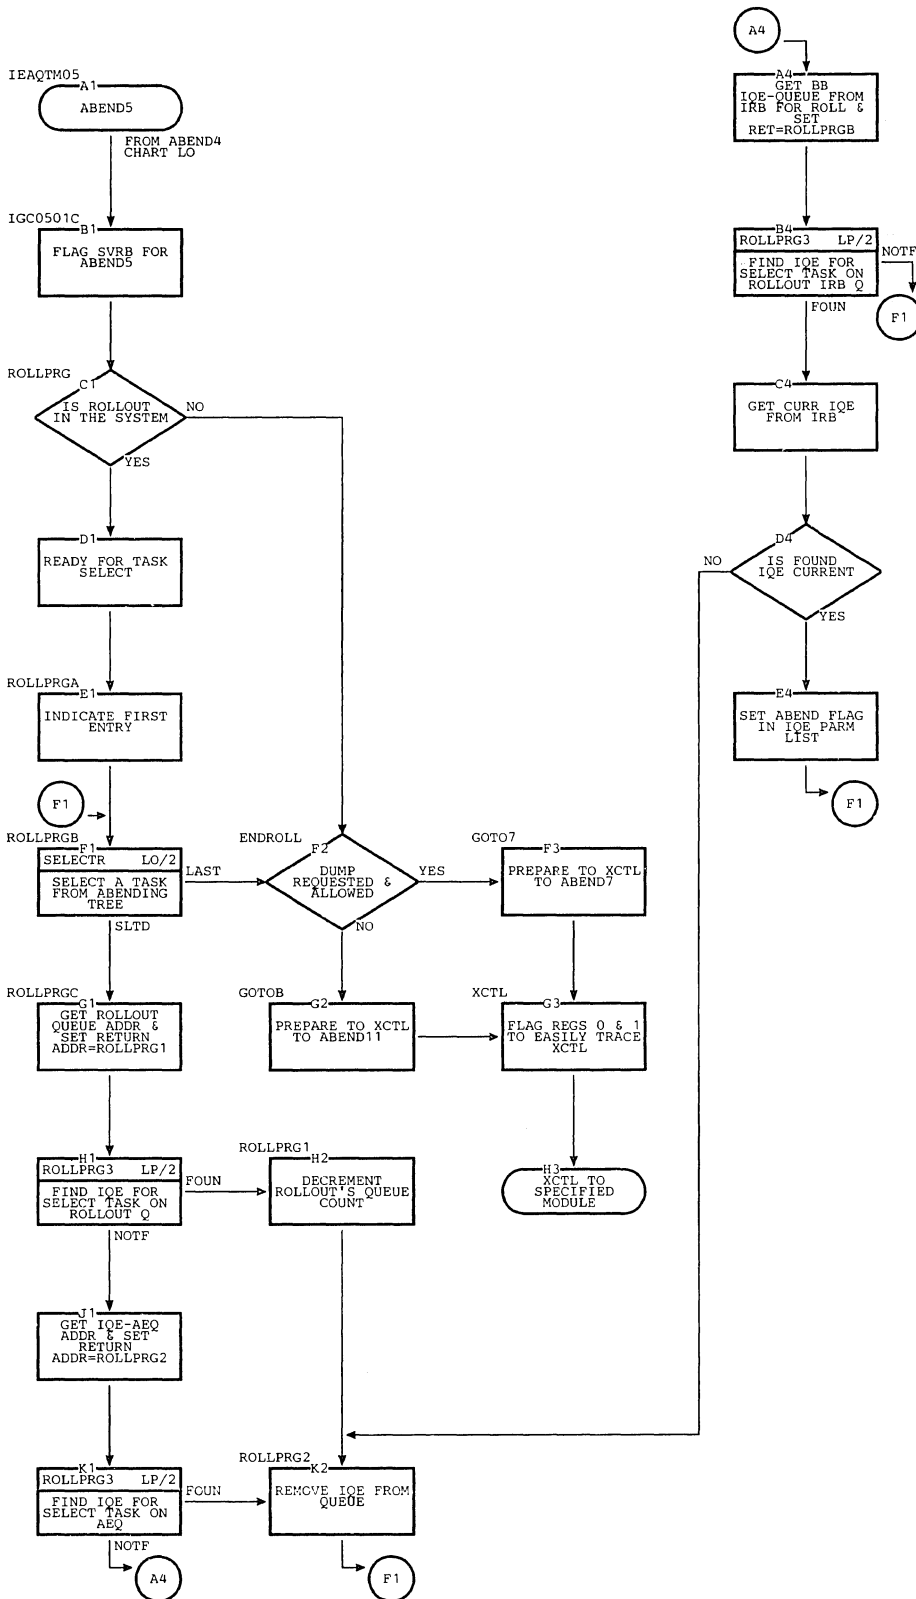 IEAQTM05
A1
ABEND5
FROM ABEND4
CHART LO
IGC0501C
B1
FLAG SVRB FOR
ABEND5
ROLLPRG
C1
IS ROLLOUT
IN THE SYSTEM
NO
YES
D1
READY FOR TASK
SELECT
ROLLPRGA
E1
INDICATE FIRST
ENTRY
F1
ROLLPRGB
F1
SELECTR LO/2
SELECT A TASK
FROM ABENDING
TREE
LAST
SLTD
ENDROLL
F2
DUMP
REQUESTED &
ALLOWED
YES
NO
GOTO7
F3
PREPARE TO XCTL
TO ABEND7
ROLLPRGC
G1
GET ROLLOUT
QUEUE ADDR &
SET RETURN
ADDR=ROLLPRG1
GOTOB
G2
PREPARE TO XCTL
TO ABEND11
XCTL
G3
FLAG REGS 0 & 1
TO EASILY TRACE
XCTL
H1
ROLLPRG3 LP/2
FIND IQE FOR
SELECT TASK ON
ROLLOUT Q
FOUN
NOTF
ROLLPRG1
H2
DECREMENT
ROLLOUT'S QUEUE
COUNT
H3
XCTL TO
SPECIFIED
MODULE
J1
GET IQE-AEQ
ADDR & SET
RETURN
ADDR=ROLLPRG2
K1
ROLLPRG3 LP/2
FIND IQE FOR
SELECT TASK ON
AEQ
FOUN
NOTF
A4
ROLLPRG2
K2
REMOVE IQE FROM
QUEUE
F1
A4
A4
GET BB
IQE-QUEUE FROM
IRB FOR ROLL &
SET
RET=ROLLPRGB
B4
ROLLPRG3 LP/2
FIND IQE FOR
SELECT TASK ON
ROLLOUT IRB Q
NOTF
F1
FOUN
C4
GET CURR IQE
FROM IRB
D4
IS FOUND
IQE CURRENT
NO
YES
E4
SET ABEND FLAG
IN IQE PARM
LIST
F1